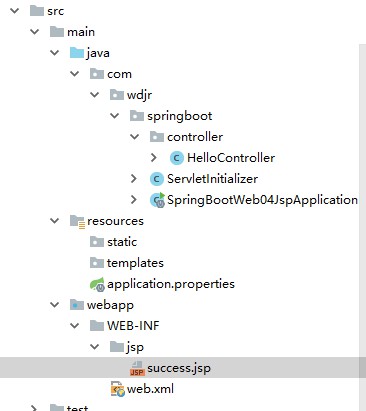 src
main
java
com
wdjr
springboot
controller
HelloController
ServletInitializer
SpringBootWeb04JspApplication
resources
static
templates
application.properties
webapp
WEB-INF
jsp
success.jsp
web.xml
test